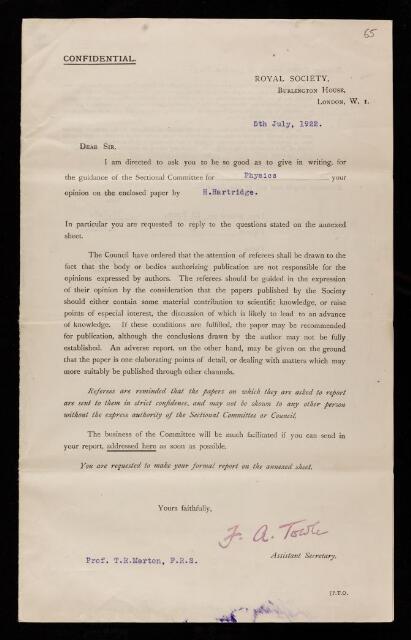 65
CONFIDENTIAL.
ROYAL SOCIETY,
BURLINGTON HOUSE,
LONDON, W. 1.
5th July, 1922.
DEAR SIR,
I am directed to ask you to be so good as to give in writing, for
the guidance of the Sectional Committee for Physics your
opinion on the enclosed paper by H.Hartridge.
In particular you are requested to reply to the questions stated on the annexed
sheet.
The Council have ordered that the attention of referees shall be drawn to the
fact that the body or bodies authorizing publication are not responsible for the
opinions expressed by authors. The referees should be guided in the expression
of their opinion by the consideration that the papers published by the Society
should either contain some material contribution to scientific knowledge, or raise
points of especial interest, the discussion of which is likely to lead to an advance
of knowledge. If these conditions are fulfilled, the paper may be recommended
for publication, although the conclusions drawn by the author may not be fully
established. An adverse report, on the other hand, may be given on the ground
that the paper is one elaborating points of detail, or dealing with matters which may
more suitably be published through other channels.
Referees are reminded that the papers on which they are asked to report
are sent to them in strict confidence, and may not be shown to any other person
without the express authority of the Sectional Committee or Council.
The business of the Committee will be much facilitated if you can send in
your report, addressed here as soon as possible.
You are requested to make your formal report on the annexed sheet.
Yours faithfully,
F. A. Towle
Assistant Secretary.
Prof. T.R.Merton, F.R.S.
[P.T.O.